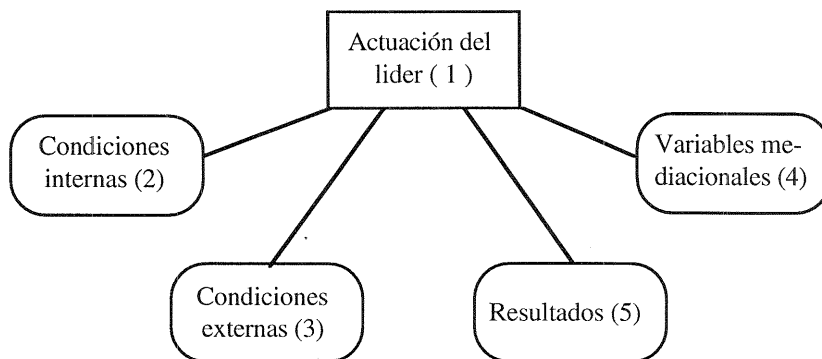 Actuación del
lider ( 1 )
Condiciones
internas (2)
Variables me-
diacionales (4)
Condiciones
externas (3)
Resultados (5)